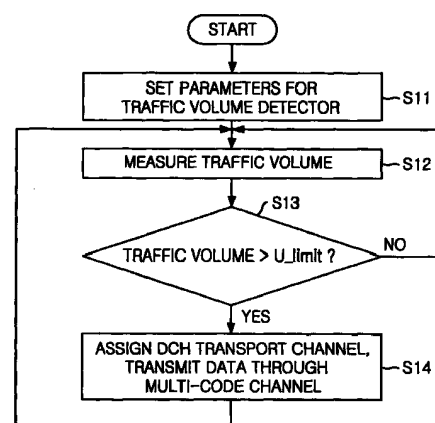 START
SET PARAMETERS FOR
TRAFFIC VOLUME DETECTOR
S11
MEASURE TRAFFIC VOLUME
S12
S13
TRAFFIC VOLUME > U_limit ?
NO
YES
ASSIGN DCH TRANSPORT CHANNEL,
TRANSMIT DATA THROUGH
MULTI-CODE CHANNEL
S14